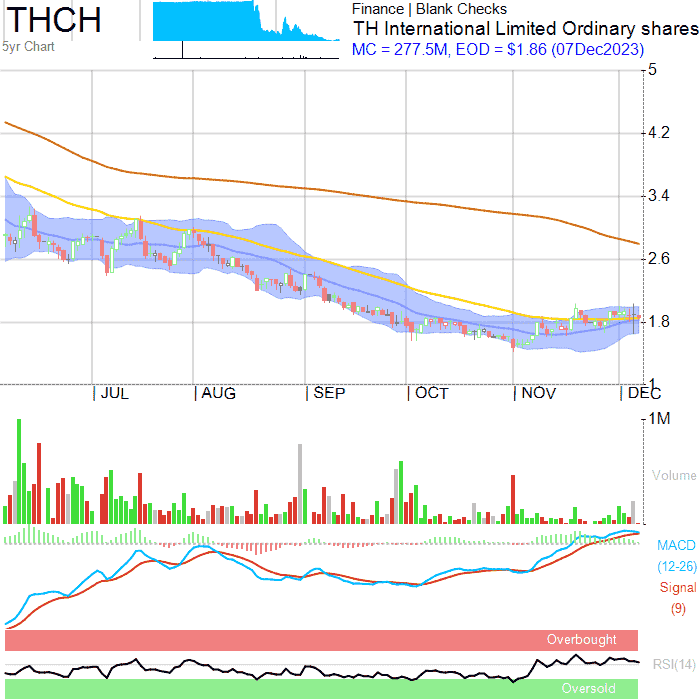 THCH
5yr Chart
Finance | Blank Checks
TH International Limited Ordinary shares
MC = 277.5M, EOD = $1.86 (07Dec2023)
5
4.2
3.4
2.6
1.8
1
JUL
AUG
SEP
OCT
NOV
DEC
1M
Volume
MACD
(12-26)
Signal
(9)
Overbought
RSI(14)
Oversold